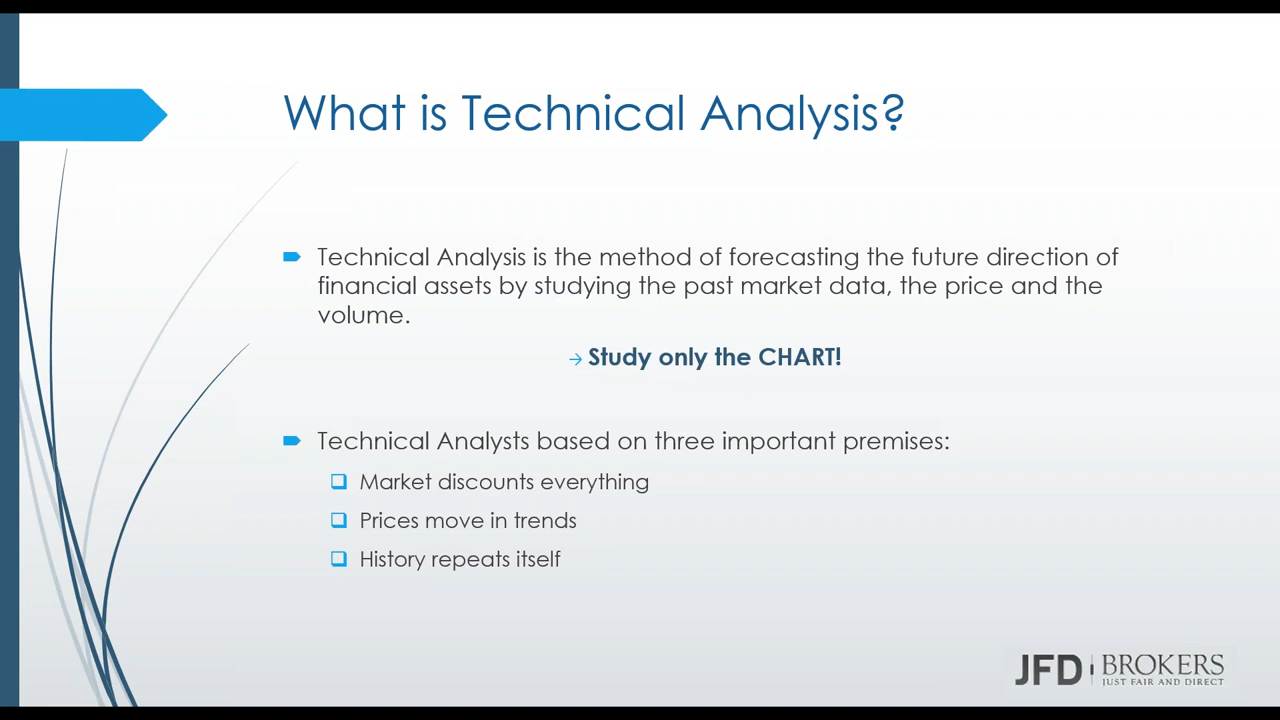 What is Technical Analysis?
Technical Analysis is the method of forecasting the future direction of
financial assets by studying the past market data, the price and the
volume.
→ Study only the CHART!
Technical Analysts based on three important premises:
❑ Market discounts everything
❑ Prices move in trends
❑ History repeats itself
JFD BROKERS
JUST FAIR AND DIRECT